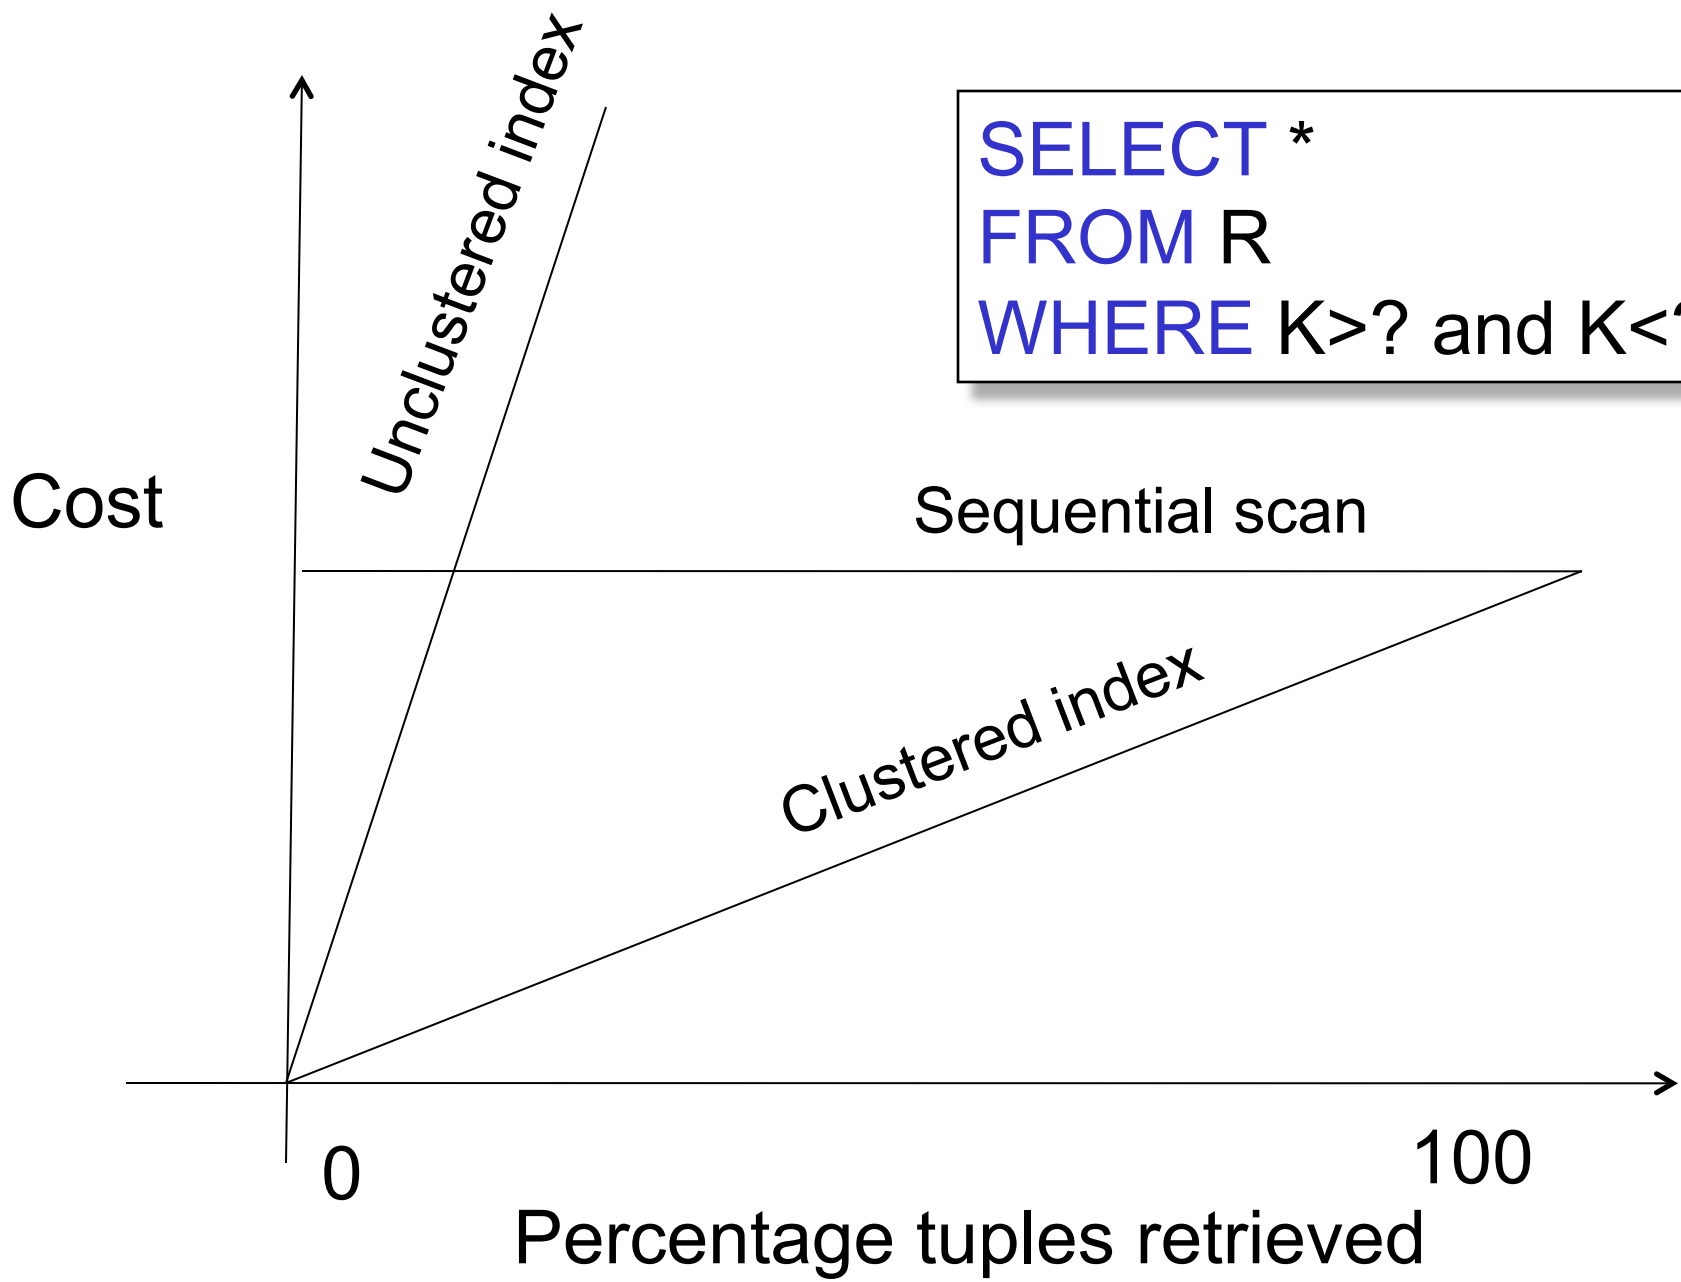 Unclustered index
SELECT *
FROM R
WHERE K>? and K<?
Cost
Sequential scan
Clustered index
0
100
Percentage tuples retrieved